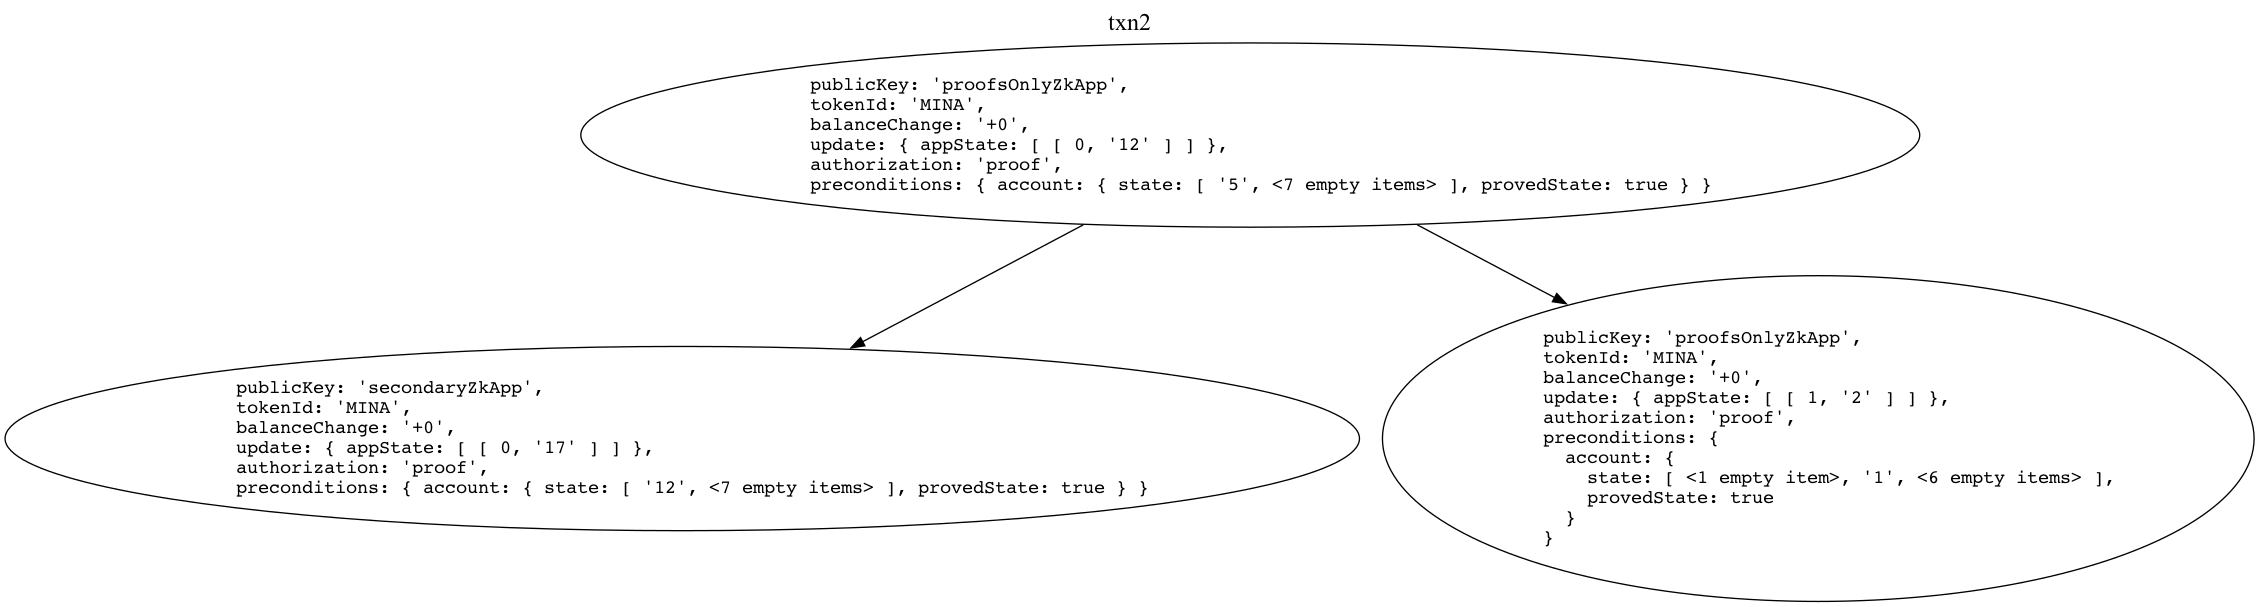 txn2
publicKey: 'proofsOnlyZkApp',
tokenId: 'MINA',
balanceChange: '+0',
update: { appState: [ [ 0, '12' ] ] },
authorization: 'proof',
preconditions: { account: { state: [ '5', <7 empty items> ], provedState: true } }
publicKey: 'secondaryZkApp',
tokenId: 'MINA',
balanceChange: '+0',
update: { appState: [ [ 0, '17' ] ] },
authorization: 'proof',
preconditions: { account: { state: [ '12', <7 empty items> ], provedState: true } }
publicKey: 'proofsOnlyZkApp',
tokenId: 'MINA',
balanceChange: '+0',
update: { appState: [ [ 1, '2' ] ] },
authorization: 'proof',
preconditions: {
  account: {
    state: [ <1 empty item>, '1', <6 empty items> ],
    provedState: true
  }
}